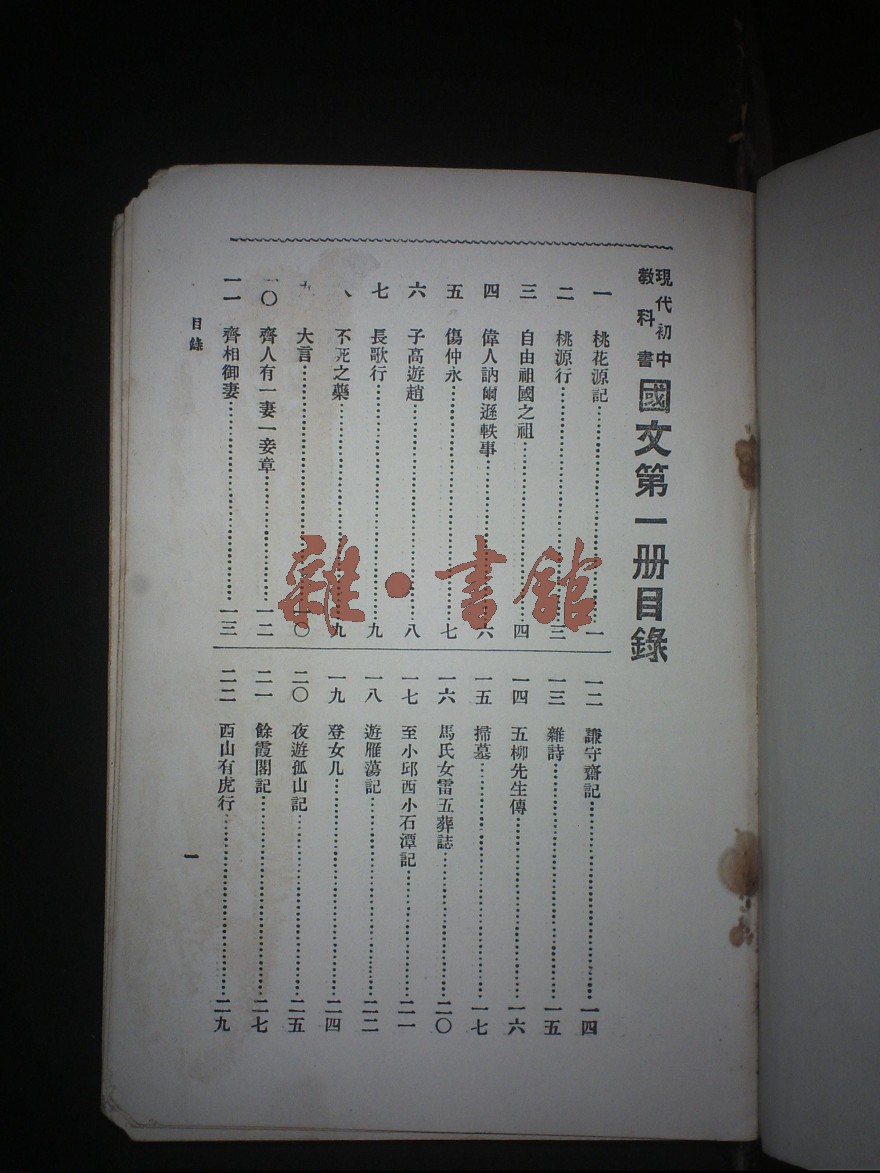 現代初中
教科書
國文第一册目錄
一 桃花源記 一
二 桃源行 三
三 自由祖國之祖 四
四 偉人訥爾遜軼事 六
五 傷仲永 七
六 子高遊趙 八
七 長歌行 九
不死之藥 九
大言 一〇
一〇 齊人有一妻一妾章 一二
一一 齊相御妻 一三
一二 謙守齋記 一四
一三 雜詩 一五
一四 五柳先生傳 一六
一五 掃墓 一七
一六 馬氏女雷五葬誌 二〇
一七 至小邱西小石潭記 二一
一八 遊雁蕩記 二二
一九 登女几 二四
二〇 夜遊孤山記 二五
二一 餘霞閣記 二七
二二 西山有虎行 二九
目錄
一
雜·書館